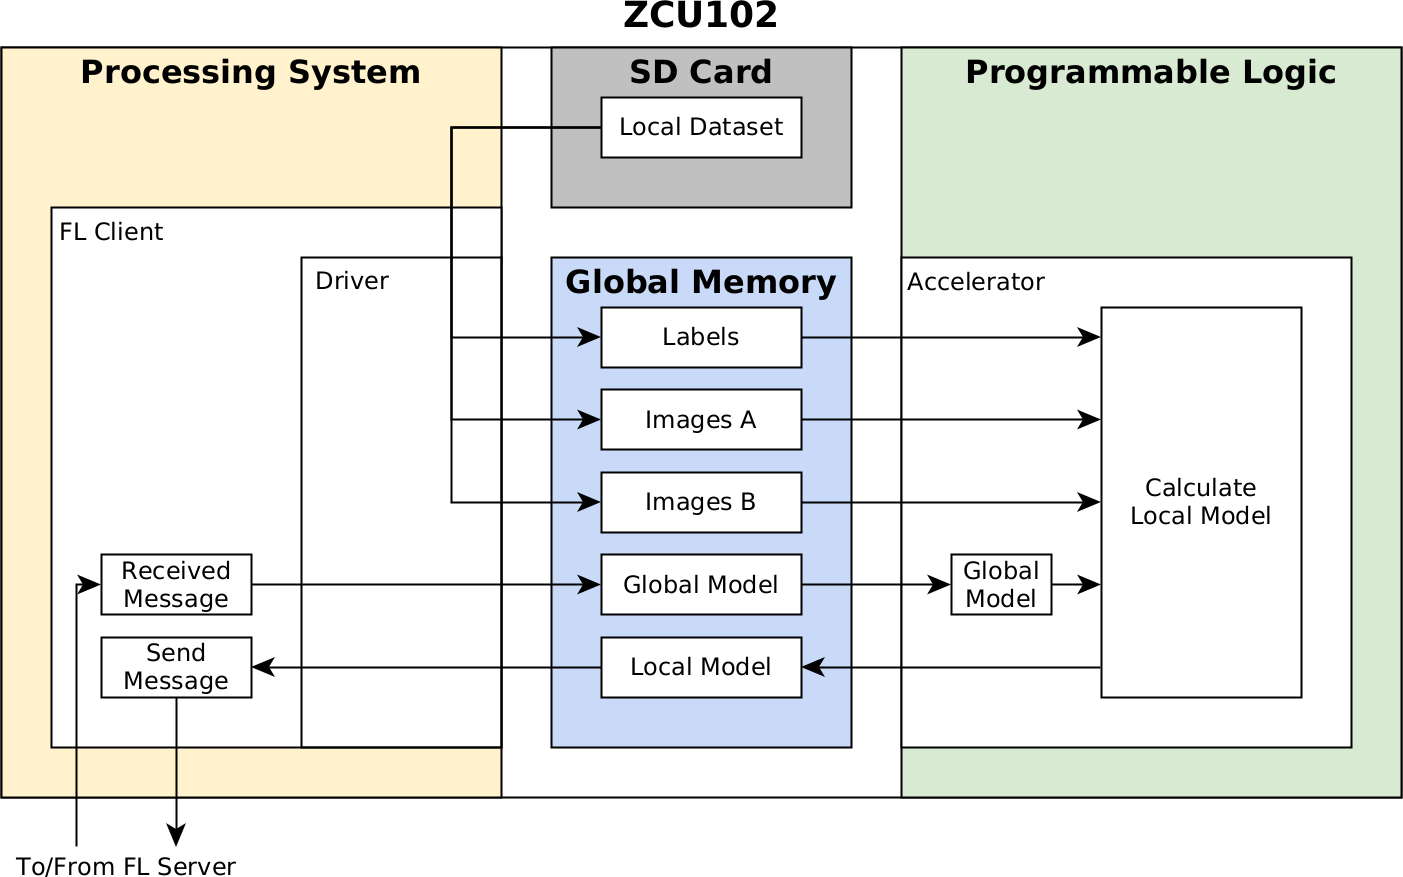 ZCU102
Processing System
SD Card
Programmable Logic
Local Dataset
FL Client
Driver
Global Memory
Accelerator
Labels
Images A
Images B
Calculate
Local Model
Received
Message
Global Model
Global
Model
Send
Message
Local Model
To/From FL Server